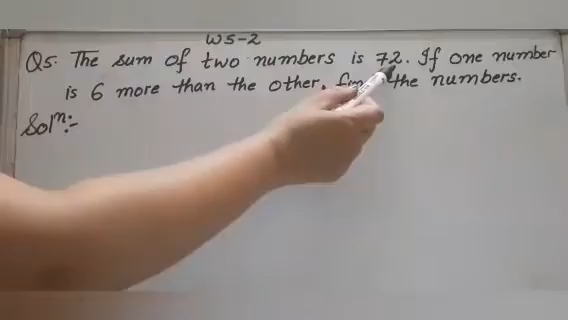 WS-2
Q5. The sum of two numbers is 72. If one number
is 6 more than the other, the numbers.
Solⁿ:-